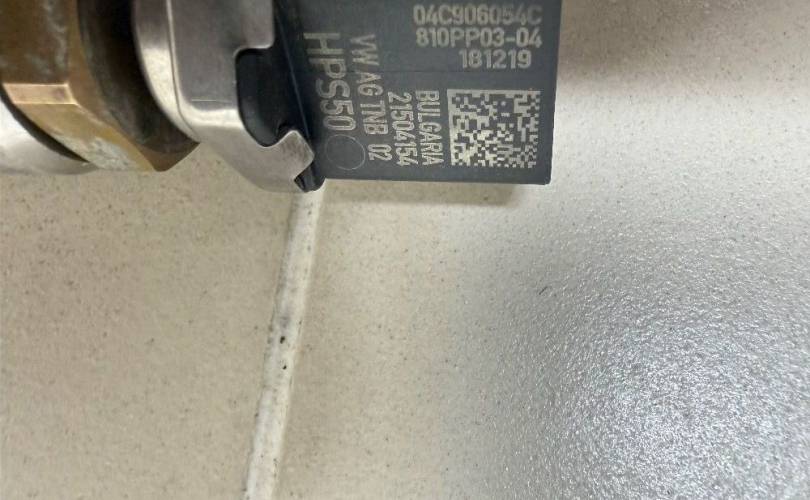 04C906054C
810PP03-04
181219
BULGARIA
21504154
VW AG TNB 02
HPS50